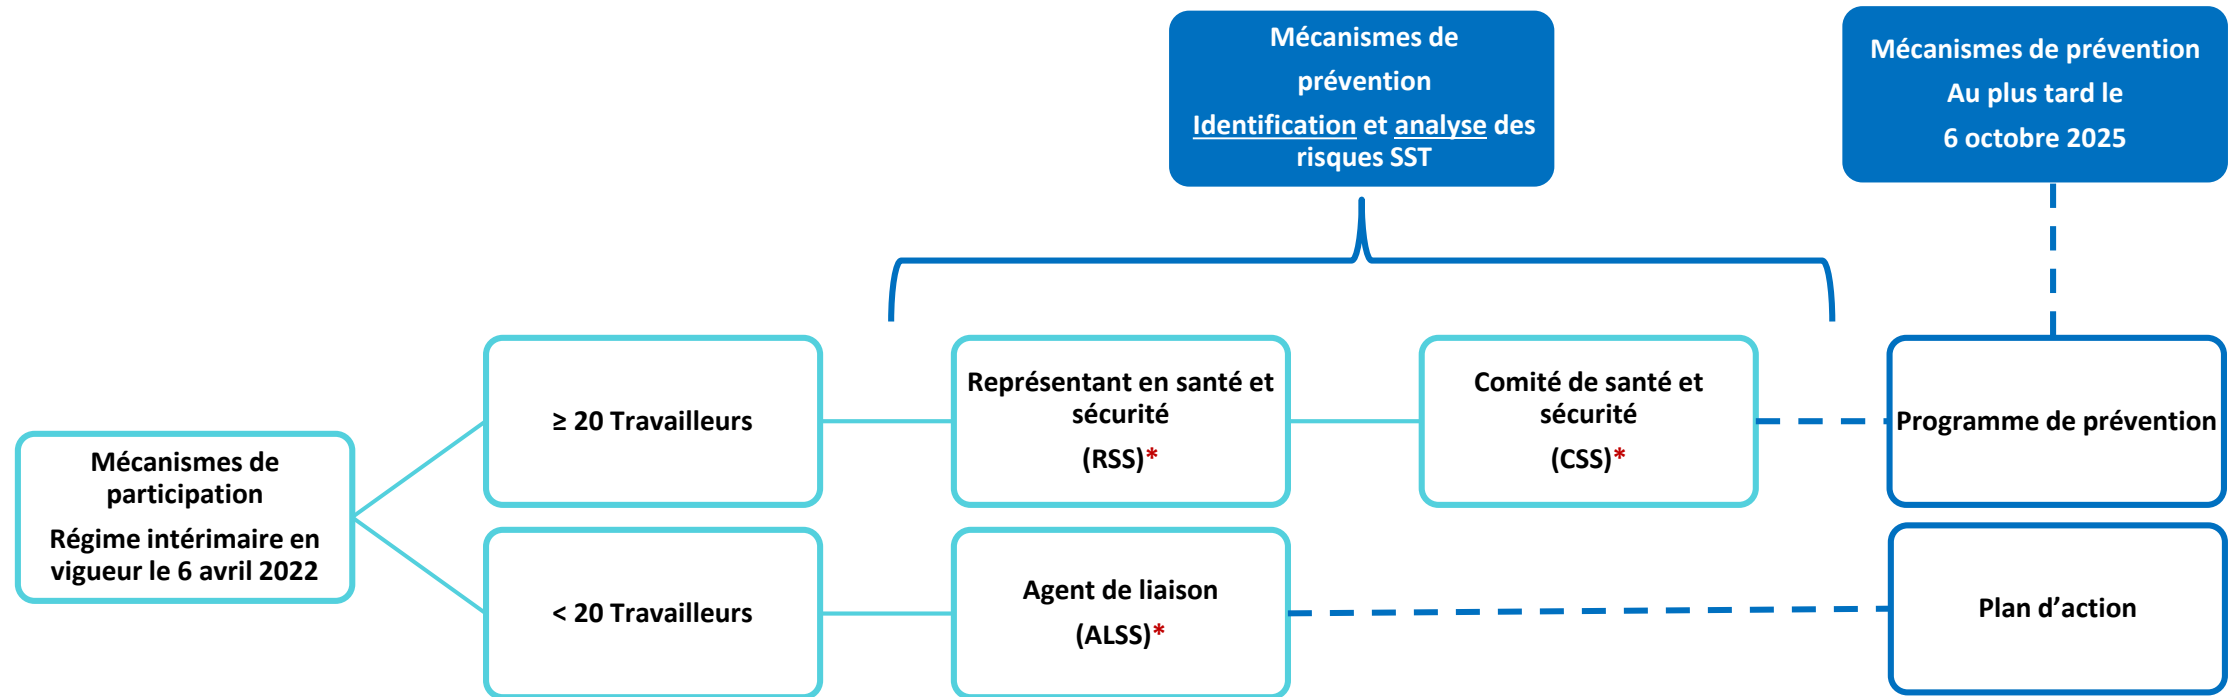 Mécanismes de
prévention
Identification et analyse des
risques SST
Mécanismes de prévention
Au plus tard le
6 octobre 2025
Mécanismes de
participation
Régime intérimaire en
vigueur le 6 avril 2022
≥ 20 Travailleurs
Représentant en santé et
sécurité
(RSS)*
Comité de santé et
sécurité
(CSS)*
Programme de prévention
< 20 Travailleurs
Agent de liaison
(ALSS)*
Plan d’action